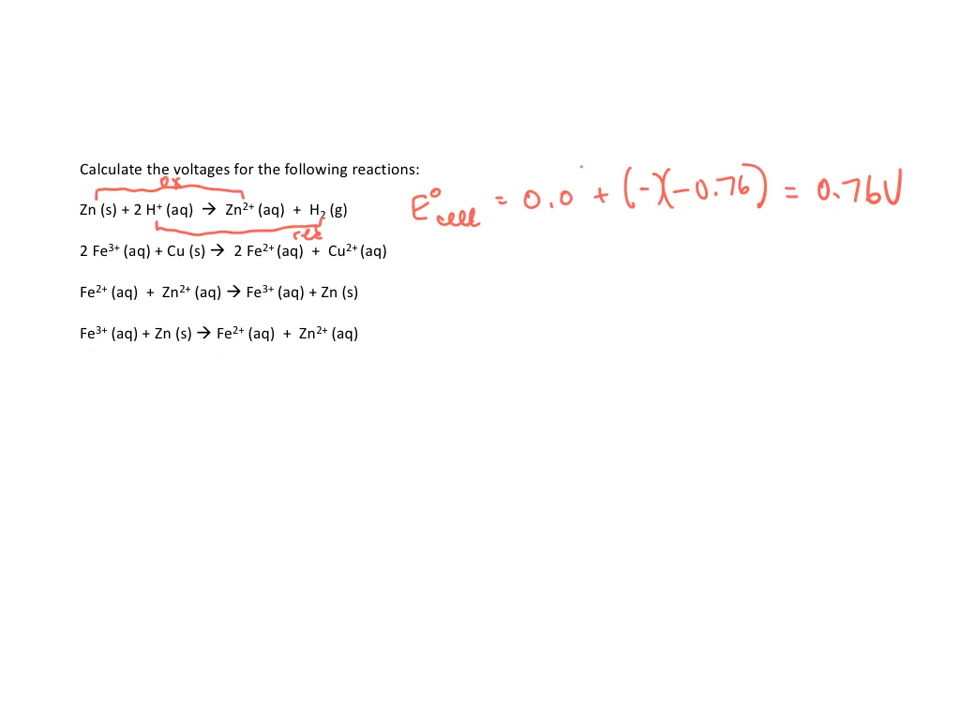 Calculate the voltages for the following reactions:
ox
Zn (s) + 2 H⁺ (aq) → Zn²⁺ (aq) + H₂ (g)
E°cell = 0.0 + (-)(-0.76) = 0.76V
red
2 Fe³⁺ (aq) + Cu (s) → 2 Fe²⁺ (aq) + Cu²⁺ (aq)
Fe²⁺ (aq) + Zn²⁺ (aq) → Fe³⁺ (aq) + Zn (s)
Fe³⁺ (aq) + Zn (s) → Fe²⁺ (aq) + Zn²⁺ (aq)